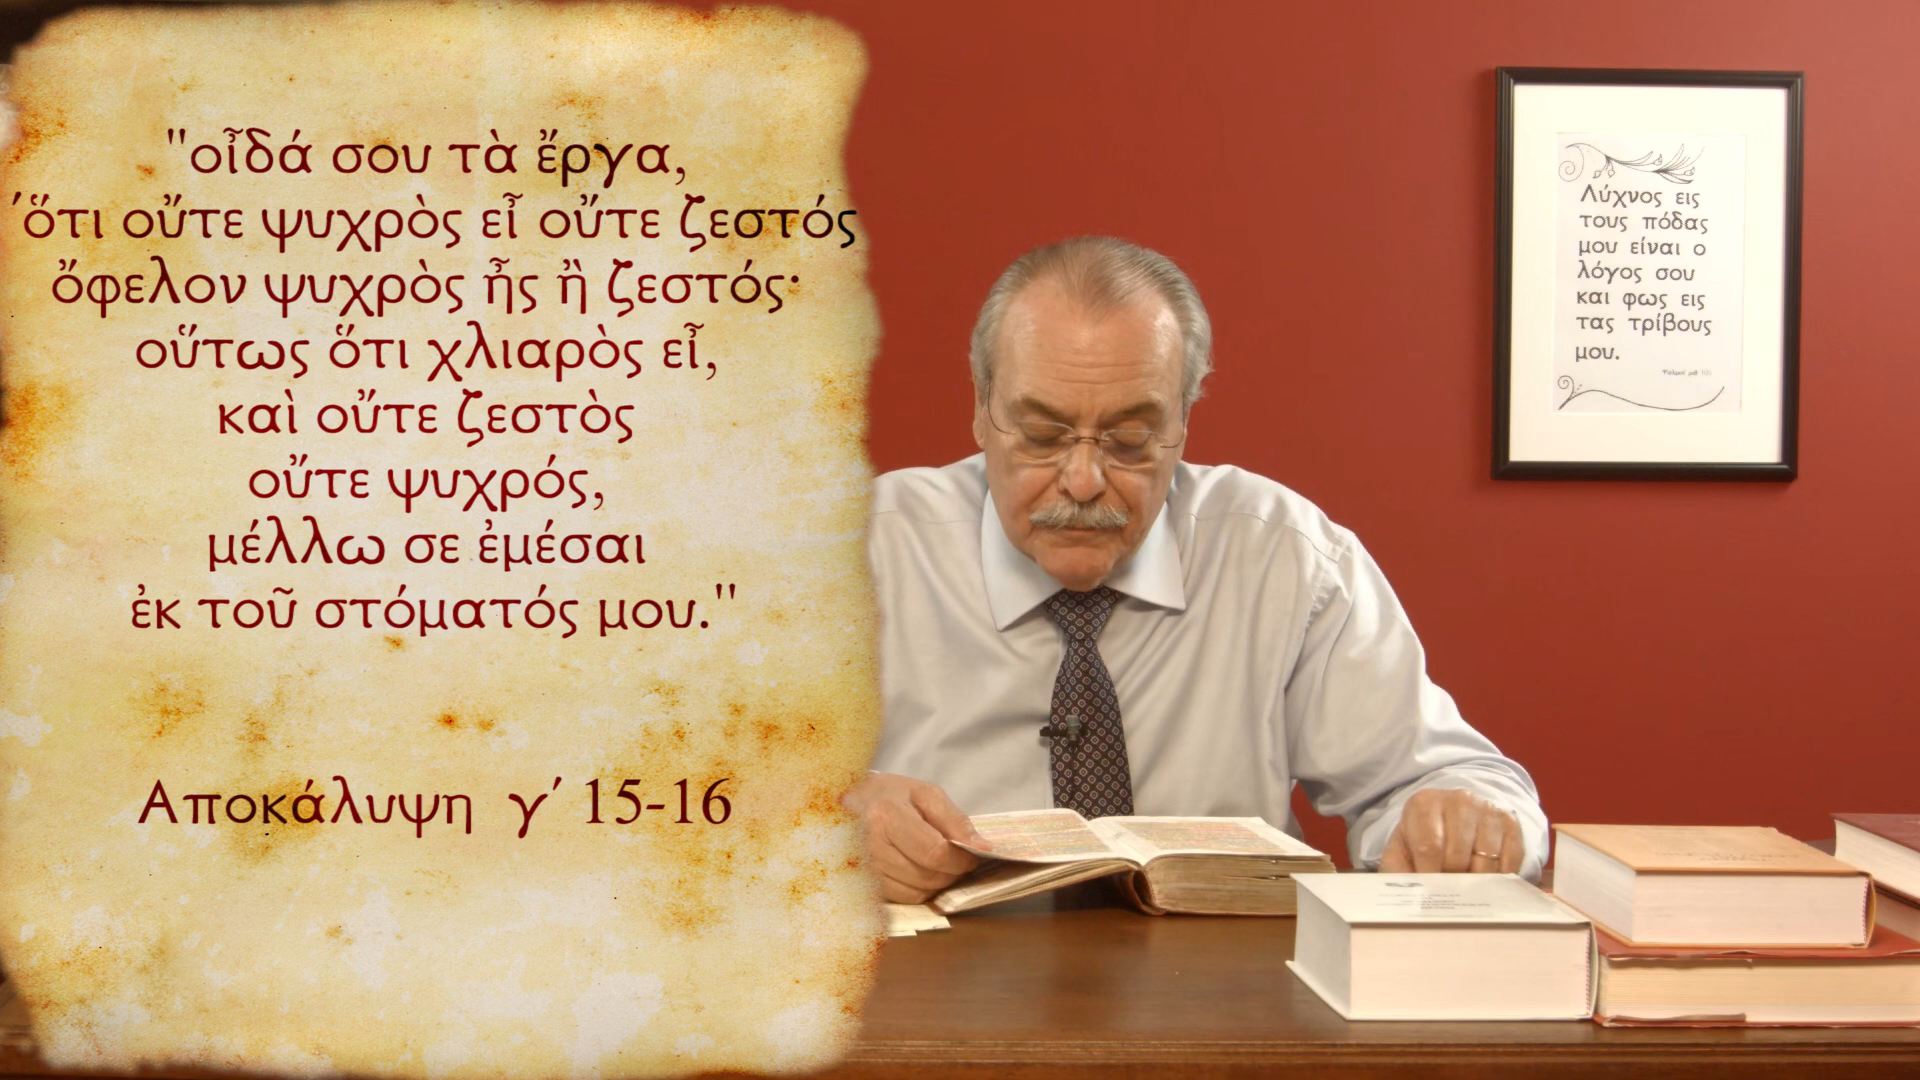 "οἶδά σου τὰ ἔργα,
΄ὅτι οὔτε ψυχρὸς εἶ οὔτε ζεστός
ὄφελον ψυχρὸς ἦς ἢ ζεστός·
οὕτως ὅτι χλιαρὸς εἶ,
καὶ οὔτε ζεστὸς
οὔτε ψυχρός,
μέλλω σε ἐμέσαι
ἐκ τοῦ στόματός μου."
Αποκάλυψη γ΄ 15-16
Λύχνος εις
τους πόδας
μου είναι ο
λόγος σου
και φως εις
τας τρίβους
μου.